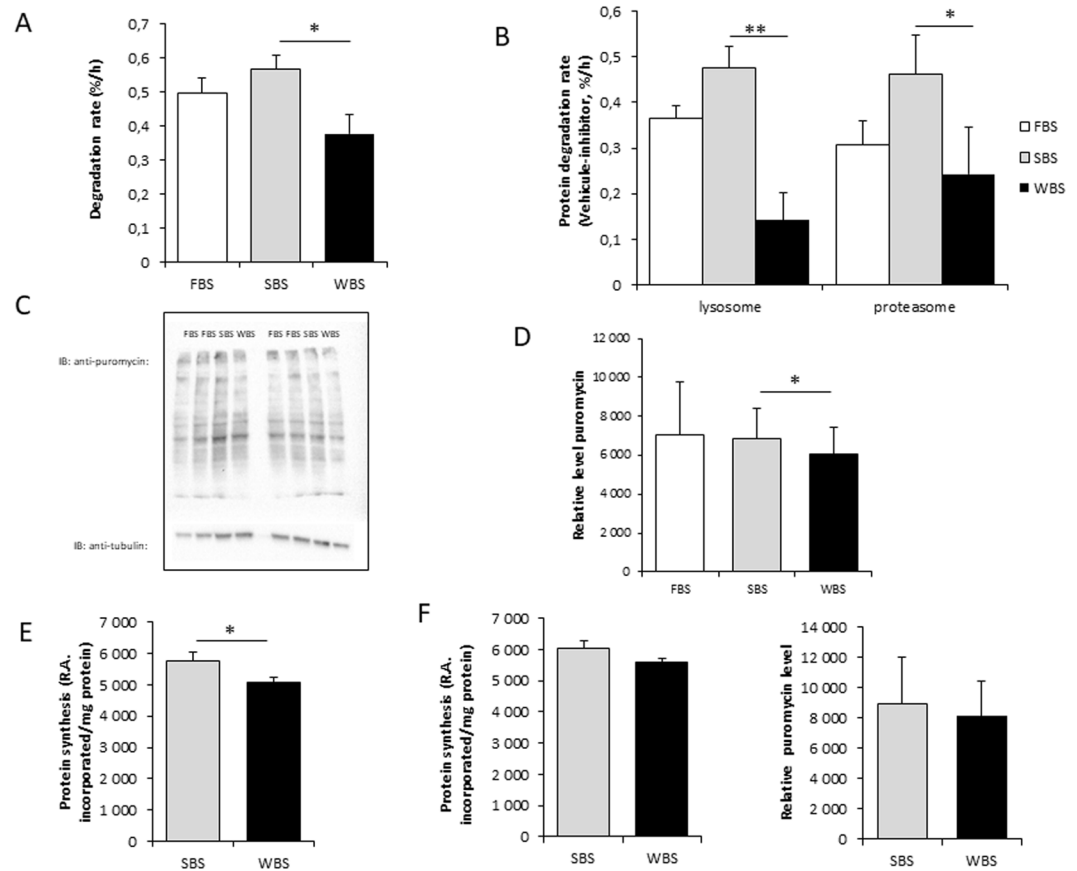 A
Degradation rate (%/h)
0,7
0,6
0,5
0,4
0,3
0,2
0,1
0
*
FBS SBS WBS
B
Protein degradation rate
(Vehicule-inhibitor, %/h)
0,6
0,5
0,4
0,3
0,2
0,1
0
** *
lysosome proteasome
FBS
SBS
WBS
C
FBS FBS SBS WBS FBS FBS SBS WBS
IB: anti-puromycin:
IB: anti-tubulin:
D
Relative level puromycin
12 000
10 000
8 000
6 000
4 000
2 000
0
*
FBS SBS WBS
E
Protein synthesis (R.A.
incorporated/mg protein)
7 000
6 000
5 000
4 000
3 000
2 000
1 000
0
*
SBS WBS
F
Protein synthesis (R.A.
incorporated/mg protein)
7 000
6 000
5 000
4 000
3 000
2 000
1 000
0
SBS WBS
Relative puromycin level
14 000
12 000
10 000
8 000
6 000
4 000
2 000
0
SBS WBS